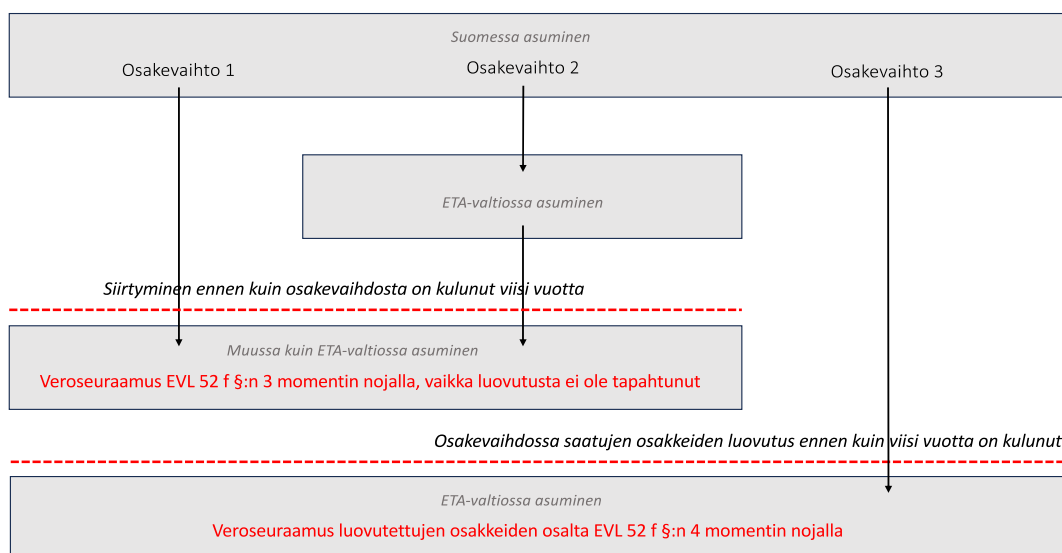 Suomessa asuminen
Osakevaihto 1
Osakevaihto 2
Osakevaihto 3
ETA-valtiossa asuminen
Siirtyminen ennen kuin osakevaihdosta on kulunut viisi vuotta
Muussa kuin ETA-valtiossa asuminen
Veroseuraamus EVL 52 f §:n 3 momentin nojalla, vaikka luovutusta ei ole tapahtunut
Osakevaihdossa saatujen osakkeiden luovutus ennen kuin viisi vuotta on kulunut
ETA-valtiossa asuminen
Veroseuraamus luovutettujen osakkeiden osalta EVL 52 f §:n 4 momentin nojalla